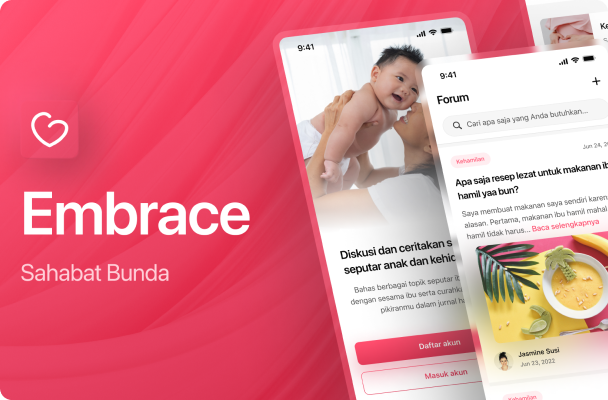 Embrace
Sahabat Bunda
9:41
Diskusi dan ceritakan s
seputar anak dan kehid
Bahas berbagai topik seputar ib
dengan sesama ibu serta curahk
pikiranmu dalam jurnal h
Daftar akun
Masuk akun
9:41
Forum
Cari apa saja yang Anda butuhkan...
Kehamilan
Jun 24, 20
Apa saja resep lezat untuk makanan ib
hamil yaa bun?
Saya membuat makanan saya sendiri karen
alasan. Pertama, makanan ibu hamil mahal
hamil tidak harus... Baca selengkapnya
Jasmine Susi
Jun 23, 2022
Kehamilan
Ke